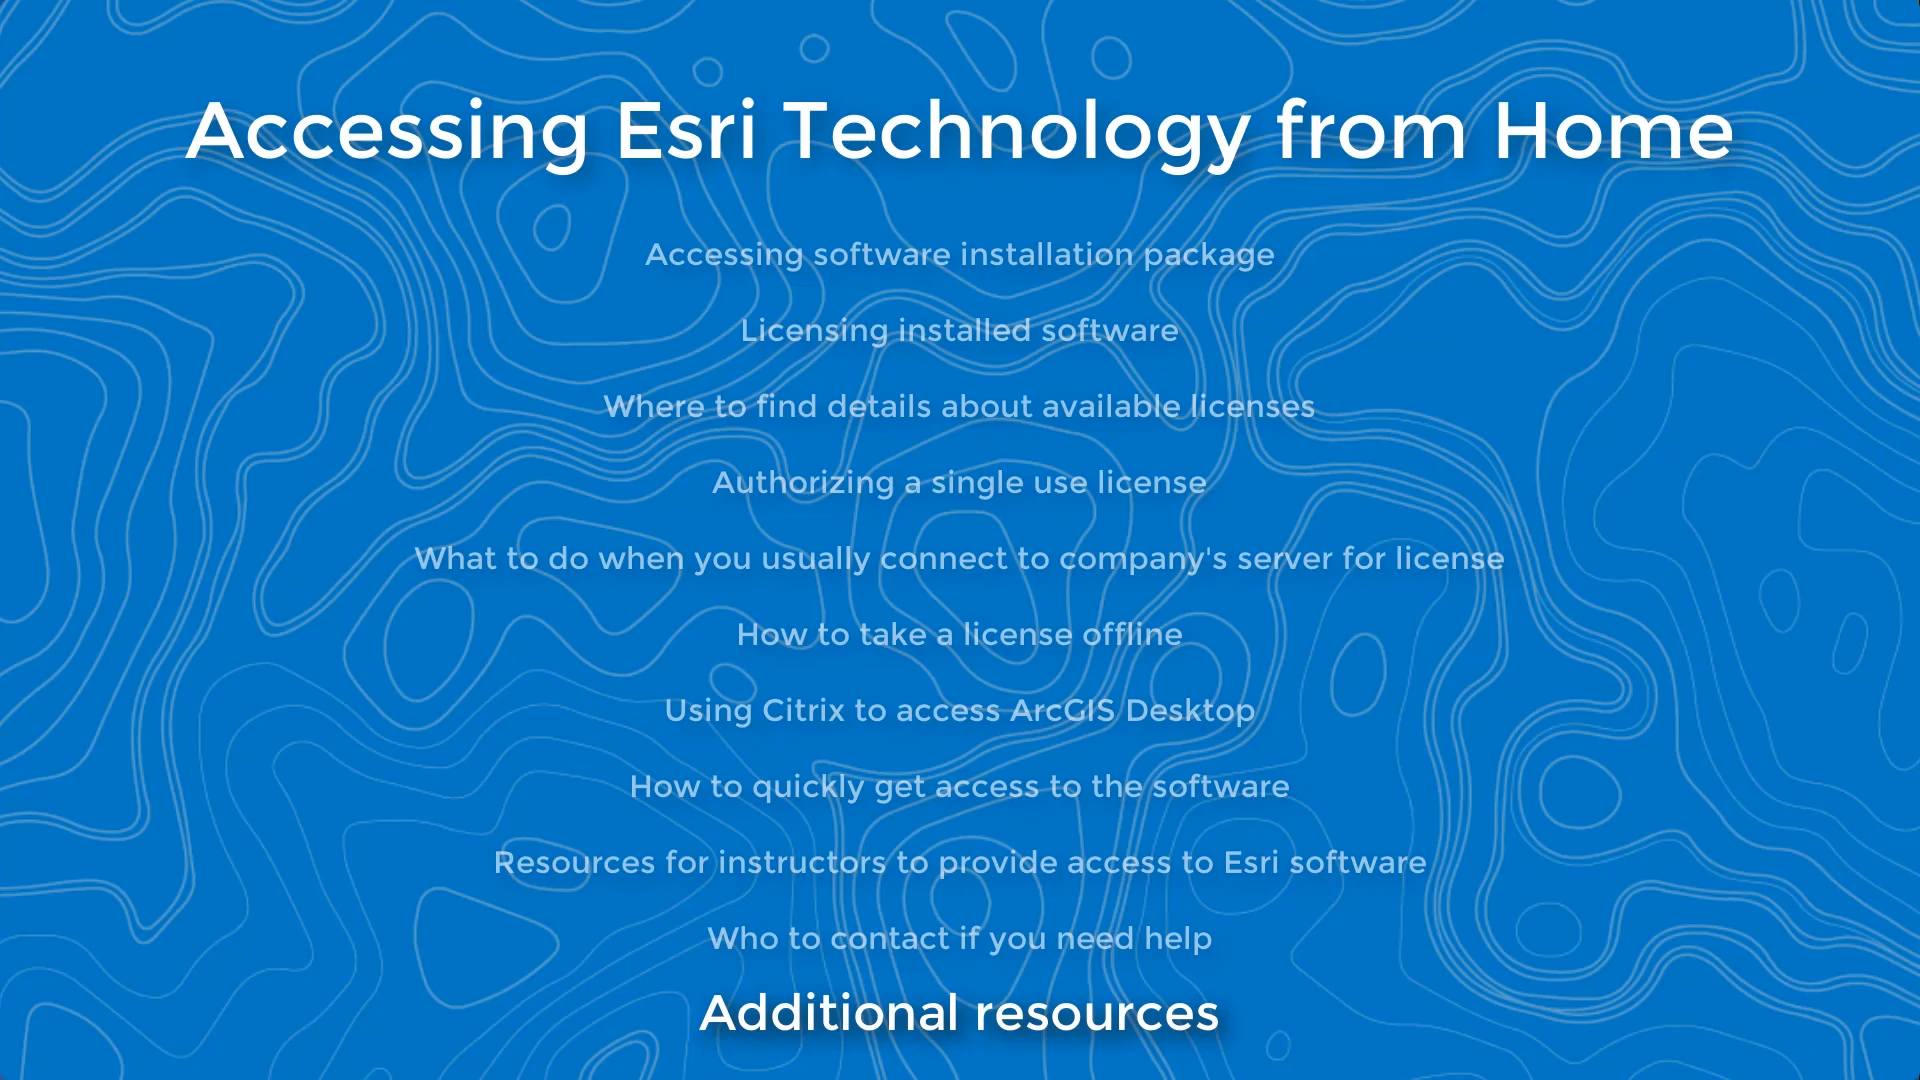 Accessing Esri Technology from Home
Accessing software installation package
Licensing installed software
Where to find details about available licenses
Authorizing a single use license
What to do when you usually connect to company's server for license
How to take a license offline
Using Citrix to access ArcGIS Desktop
How to quickly get access to the software
Resources for instructors to provide access to Esri software
Who to contact if you need help
Additional resources